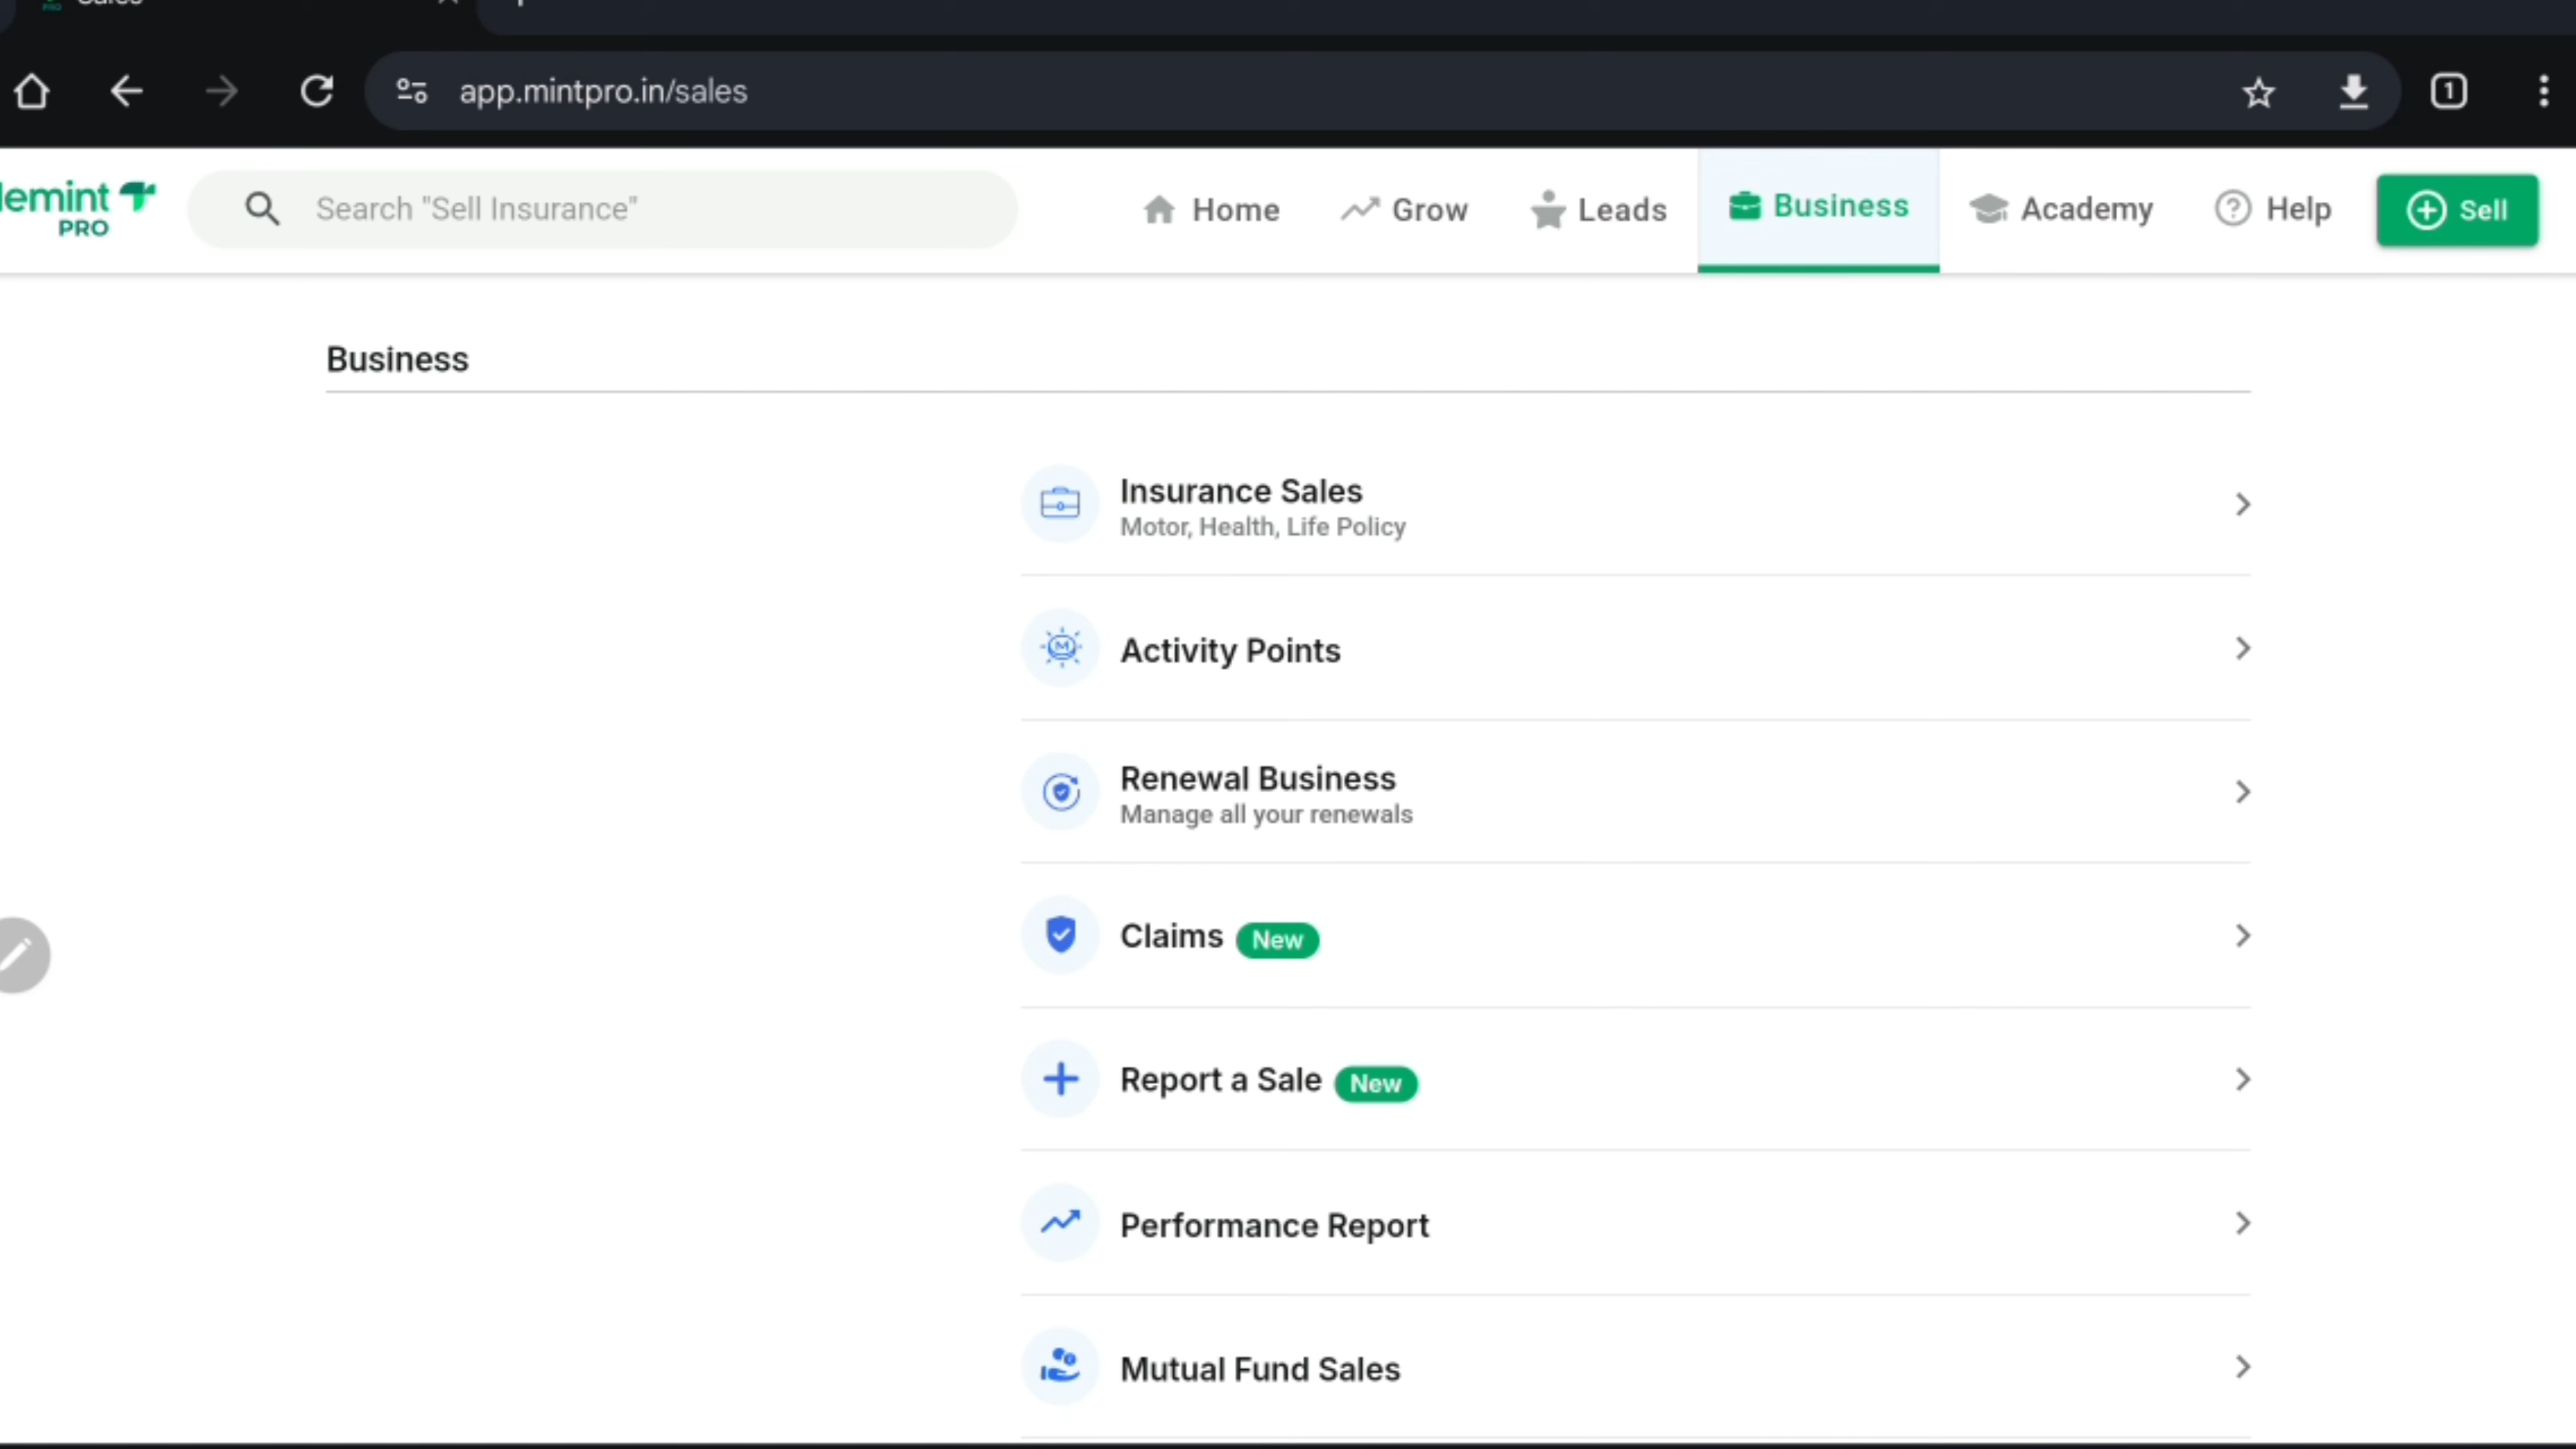 app.mintpro.in/sales
1
PRO
Search "Sell Insurance"
Home
Grow
Leads
Business
Academy
Help
Sell
Business
Insurance Sales
Motor, Health, Life Policy
Activity Points
Renewal Business
Manage all your renewals
Claims New
Report a Sale New
Performance Report
Mutual Fund Sales